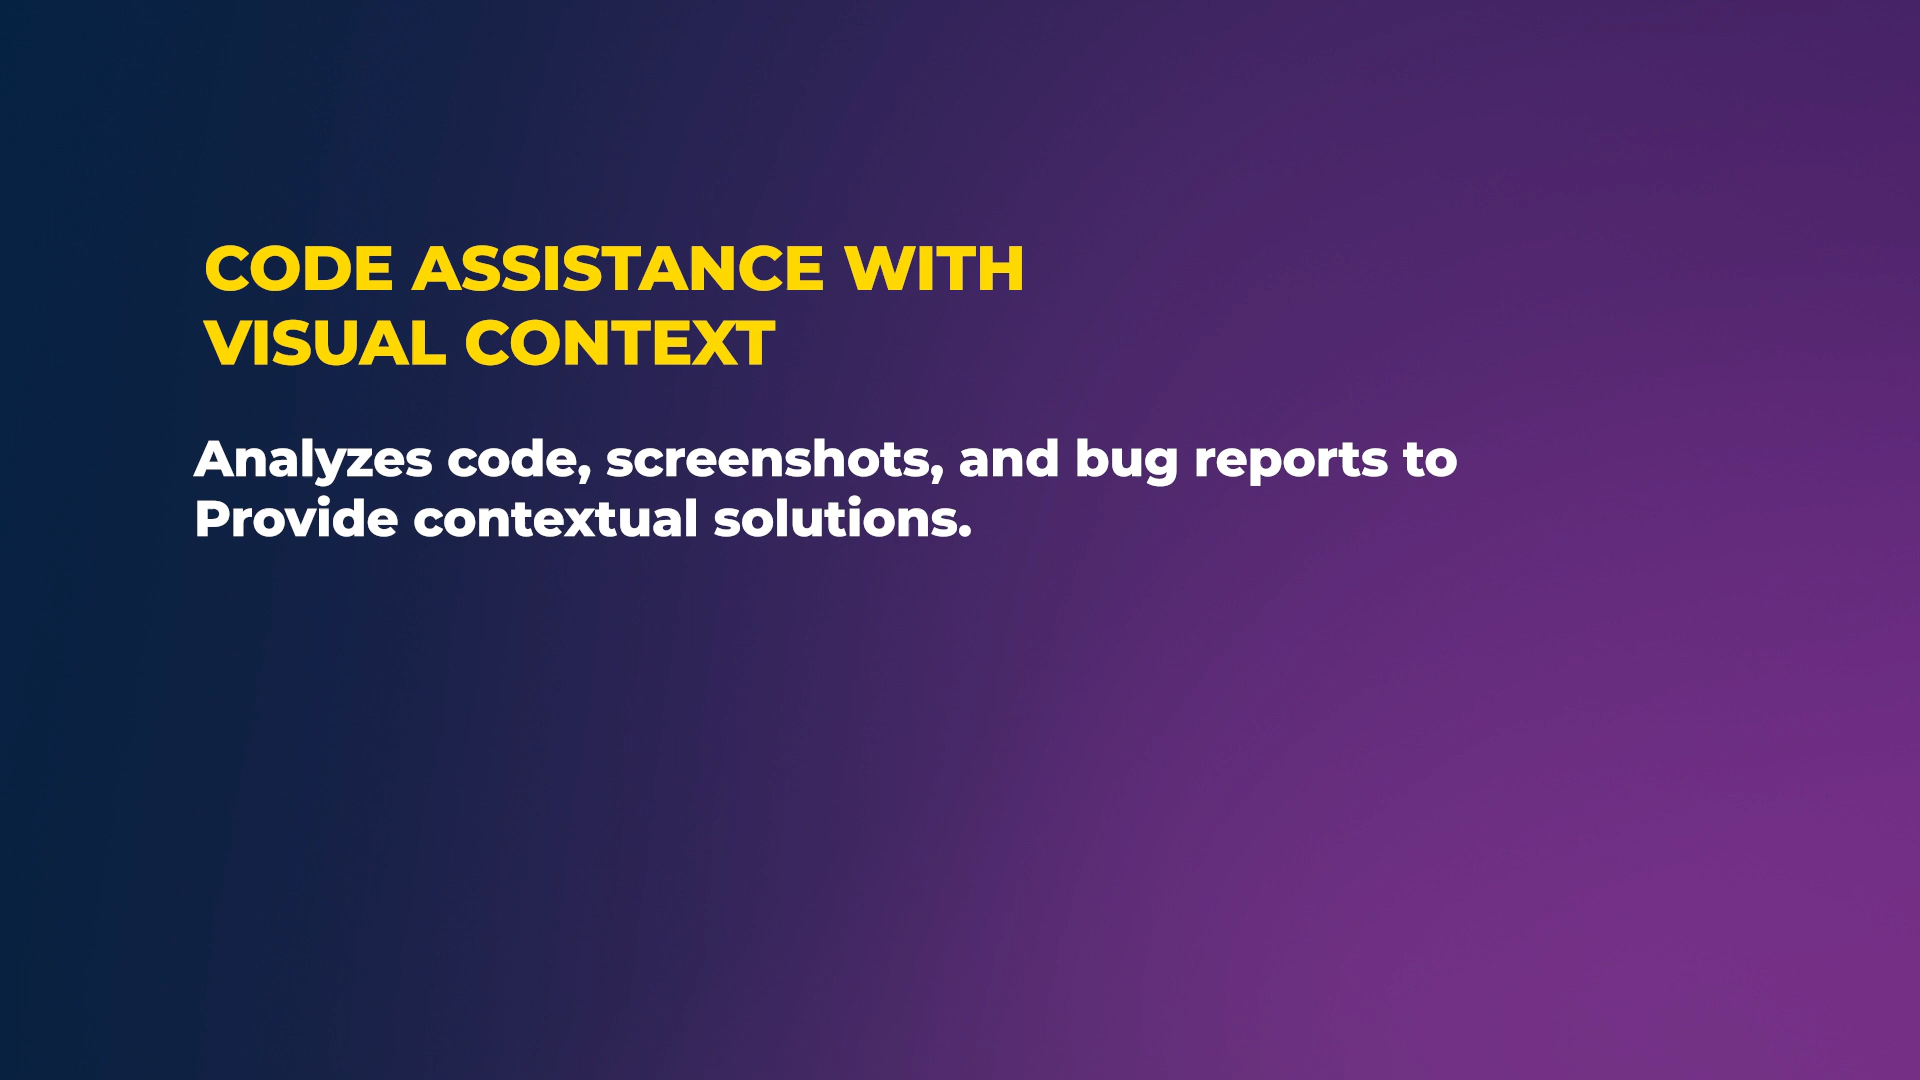 CODE ASSISTANCE WITH
VISUAL CONTEXT
Analyzes code, screenshots, and bug reports to
Provide contextual solutions.